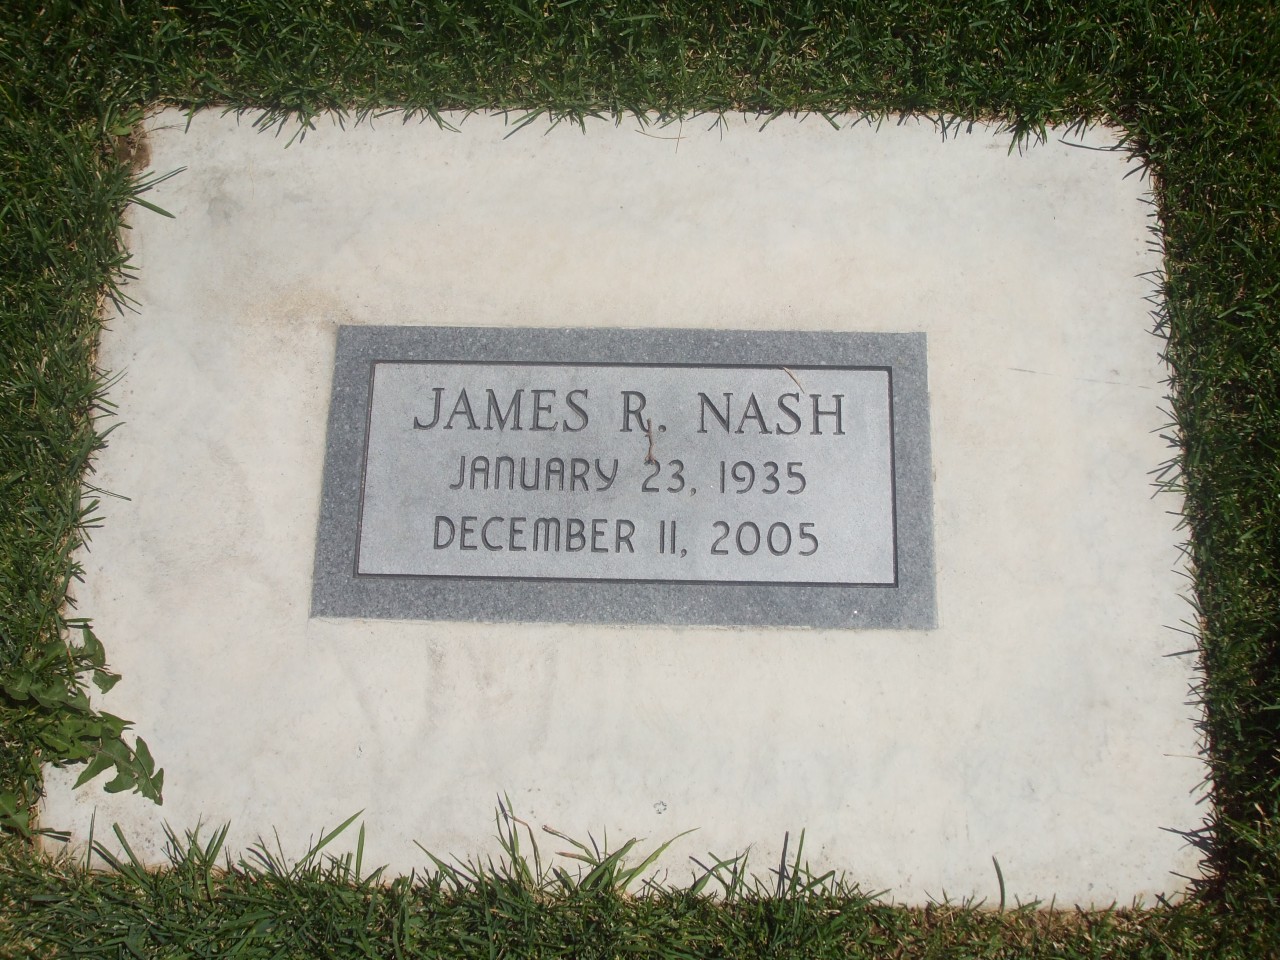 JAMES R. NASH
JANUARY 23, 1935
DECEMBER 11, 2005